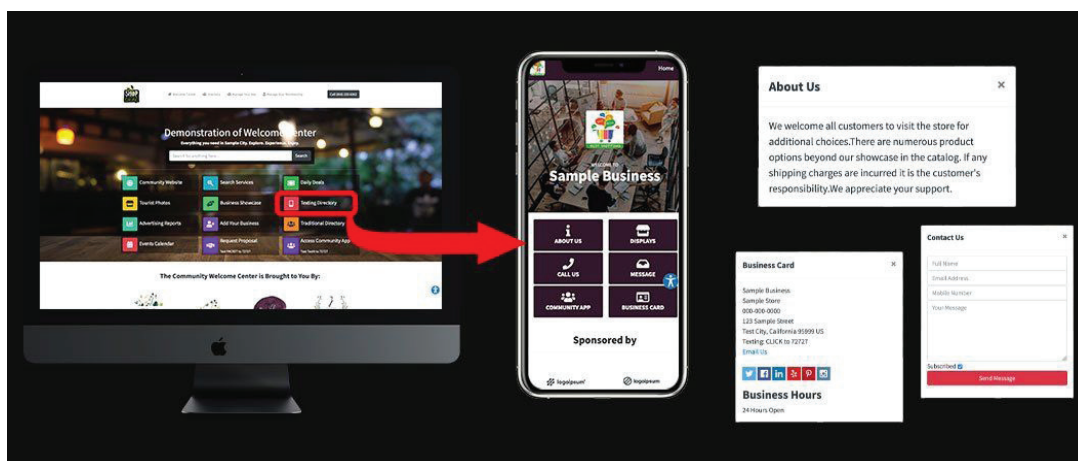 SHOP
Call (844) 200-6062
Demonstration of Welcome Center
Everything you need in Sample City. Explore. Experience. Enjoy.
Search
Community Website
Search Services
Daily Deals
Tourist Photos
Business Showcase
Texting Directory
Advertising Reports
Add Your Business
Traditional Directory
Events Calendar
Request Proposal
Access Community App
The Community Welcome Center is Brought to You By:
Home
WELCOME TO
Sample Business
ABOUT US
DISPLAYS
CALL US
MESSAGE
COMMUNITY APP
BUSINESS CARD
Sponsored by
logoipsum
logoipsum
About Us
We welcome all customers to visit the store for
additional choices.There are numerous product
options beyond our showcase in the catalog. If any
shipping charges are incurred it is the customer's
responsibility.We appreciate your support.
Business Card
Sample Business
Sample Store
000-000-0000
123 Sample Street
Test City, California 95999 US
Texting: CLICK to 72727
Email Us
Business Hours
24 Hours Open
Contact Us
Full Name
Email Address
Mobile Number
Your Message
Subscribed
Send Message